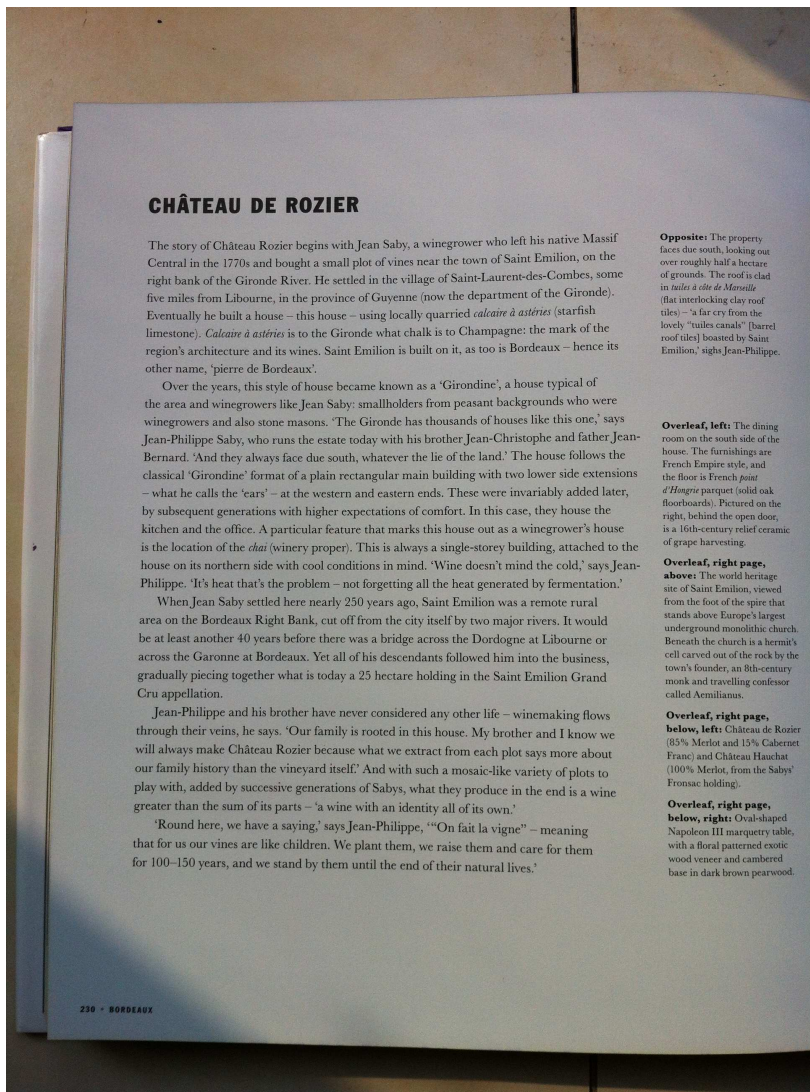 CHÂTEAU DE ROZIER
The story of Château Rozier begins with Jean Saby, a winegrower who left his native Massif
Central in the 1770s and bought a small plot of vines near the town of Saint Emilion, on the
right bank of the Gironde River. He settled in the village of Saint-Laurent-des-Combes, some
five miles from Libourne, in the province of Guyenne (now the department of the Gironde).
Eventually he built a house – this house – using locally quarried calcaire à astéries (starfish
limestone). Calcaire à astéries is to the Gironde what chalk is to Champagne: the mark of the
region's architecture and its wines. Saint Emilion is built on it, as too is Bordeaux – hence its
other name, 'pierre de Bordeaux'.
Over the years, this style of house became known as a 'Girondine', a house typical of
the area and winegrowers like Jean Saby: smallholders from peasant backgrounds who were
winegrowers and also stone masons. 'The Gironde has thousands of houses like this one,' says
Jean-Philippe Saby, who runs the estate today with his brother Jean-Christophe and father Jean-
Bernard. 'And they always face due south, whatever the lie of the land.' The house follows the
classical 'Girondine' format of a plain rectangular main building with two lower side extensions
– what he calls the 'ears' – at the western and eastern ends. These were invariably added later,
by subsequent generations with higher expectations of comfort. In this case, they house the
kitchen and the office. A particular feature that marks this house out as a winegrower's house
is the location of the chai (winery proper). This is always a single-storey building, attached to the
house on its northern side with cool conditions in mind. 'Wine doesn't mind the cold,' says Jean-
Philippe. 'It's heat that's the problem – not forgetting all the heat generated by fermentation.'
When Jean Saby settled here nearly 250 years ago, Saint Emilion was a remote rural
area on the Bordeaux Right Bank, cut off from the city itself by two major rivers. It would
be at least another 40 years before there was a bridge across the Dordogne at Libourne or
across the Garonne at Bordeaux. Yet all of his descendants followed him into the business,
gradually piecing together what is today a 25 hectare holding in the Saint Emilion Grand
Cru appellation.
Jean-Philippe and his brother have never considered any other life – winemaking flows
through their veins, he says. 'Our family is rooted in this house. My brother and I know we
will always make Château Rozier because what we extract from each plot says more about
our family history than the vineyard itself.' And with such a mosaic-like variety of plots to
play with, added by successive generations of Sabys, what they produce in the end is a wine
greater than the sum of its parts – 'a wine with an identity all of its own.'
'Round here, we have a saying,' says Jean-Philippe, '"On fait la vigne" – meaning
that for us our vines are like children. We plant them, we raise them and care for them
for 100–150 years, and we stand by them until the end of their natural lives.'
Opposite: The property
faces due south, looking out
over roughly half a hectare
of grounds. The roof is clad
in tuiles à côte de Marseille
(flat interlocking clay roof
tiles) – 'a far cry from the
lovely "tuiles canals" [barrel
roof tiles] boasted by Saint
Emilion,' sighs Jean-Philippe.
Overleaf, left: The dining
room on the south side of the
house. The furnishings are
French Empire style, and
the floor is French point
d'Hongrie parquet (solid oak
floorboards). Pictured on the
right, behind the open door,
is a 16th-century relief ceramic
of grape harvesting.
Overleaf, right page,
above: The world heritage
site of Saint Emilion, viewed
from the foot of the spire that
stands above Europe's largest
underground monolithic church.
Beneath the church is a hermit's
cell carved out of the rock by the
town's founder, an 8th-century
monk and travelling confessor
called Aemilianus.
Overleaf, right page,
below, left: Château de Rozier
(85% Merlot and 15% Cabernet
Franc) and Château Hauchat
(100% Merlot, from the Sabys'
Fronsac holding).
Overleaf, right page,
below, right: Oval-shaped
Napoleon III marquetry table,
with a floral patterned exotic
wood veneer and cambered
base in dark brown pearwood.
230 • BORDEAUX